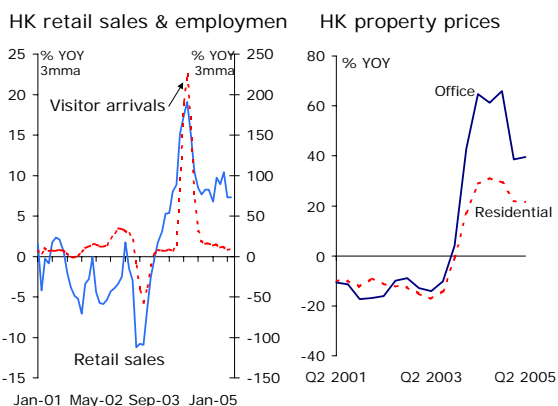 HK retail sales & employmen
% YOY
3mma
% YOY
3mma
25
20
15
10
5
0
-5
-10
-15
250
200
150
100
50
0
-50
-100
-150
Visitor arrivals
Retail sales
Jan-01 May-02 Sep-03 Jan-05
HK property prices
% YOY
80
60
40
20
0
-20
-40
Office
Residential
Q2 2001 Q2 2003 Q2 2005